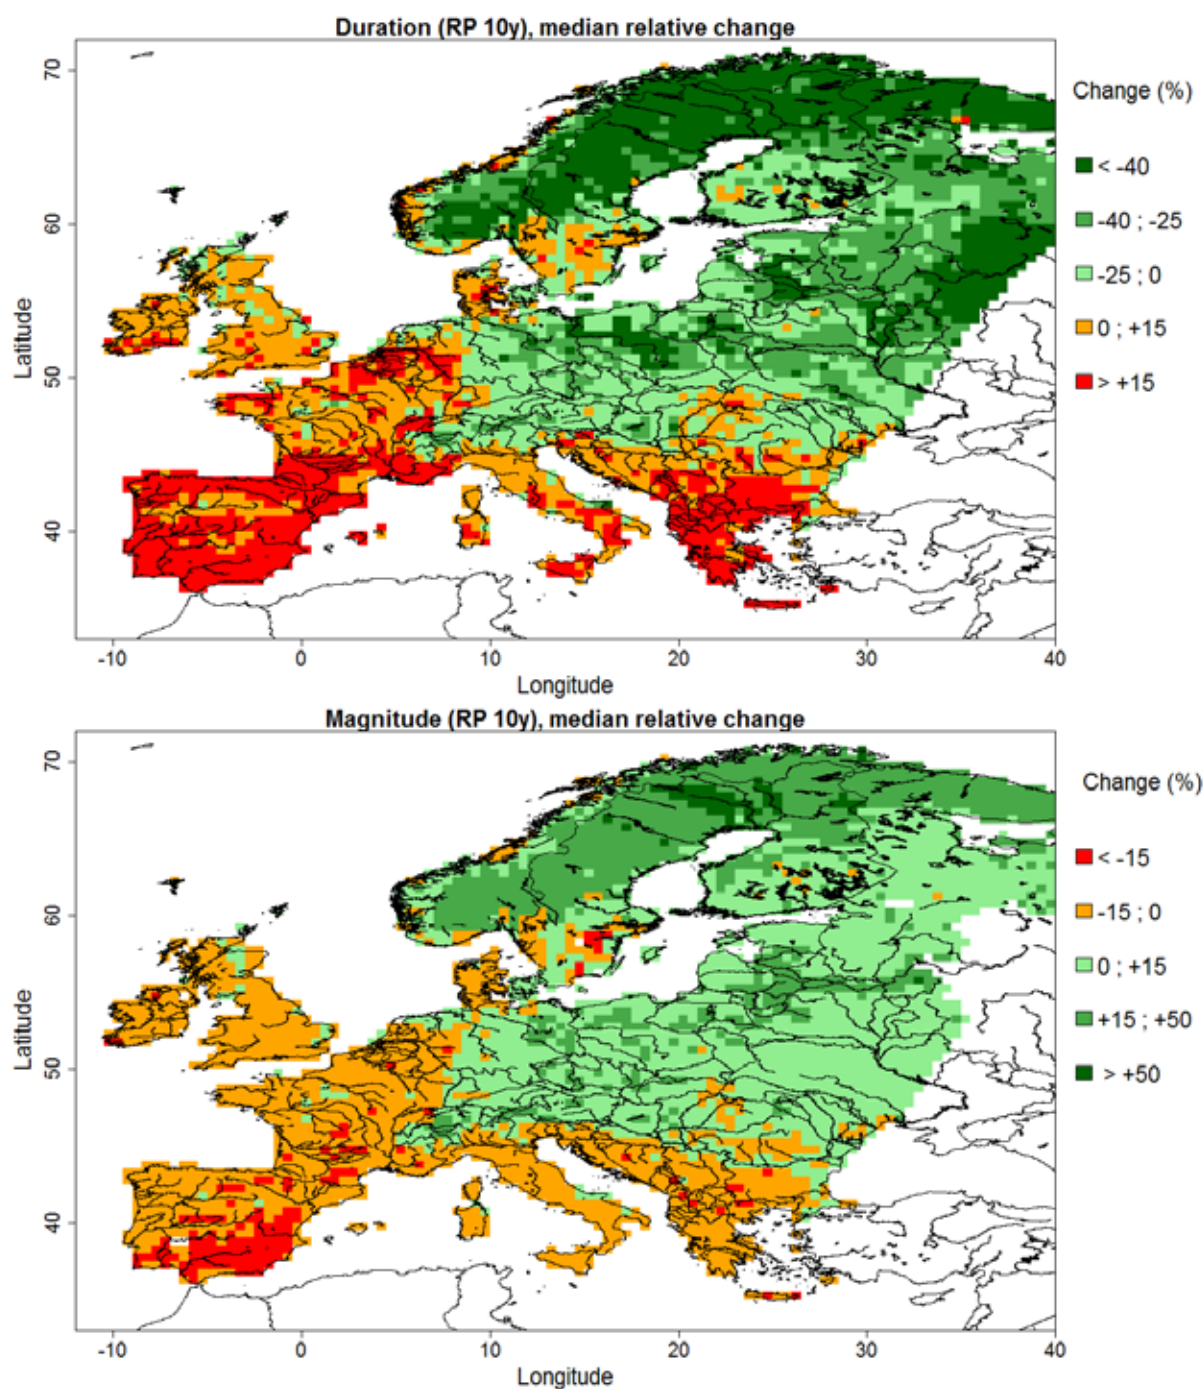 Duration (RP 10y), median relative change
Change (%)
< -40
-40 ; -25
-25 ; 0
0 ; +15
> +15
70
60
50
40
Latitude
-10 0 10 20 30 40
Longitude
Magnitude (RP 10y), median relative change
Change (%)
< -15
-15 ; 0
0 ; +15
+15 ; +50
> +50
70
60
50
40
Latitude
-10 0 10 20 30 40
Longitude